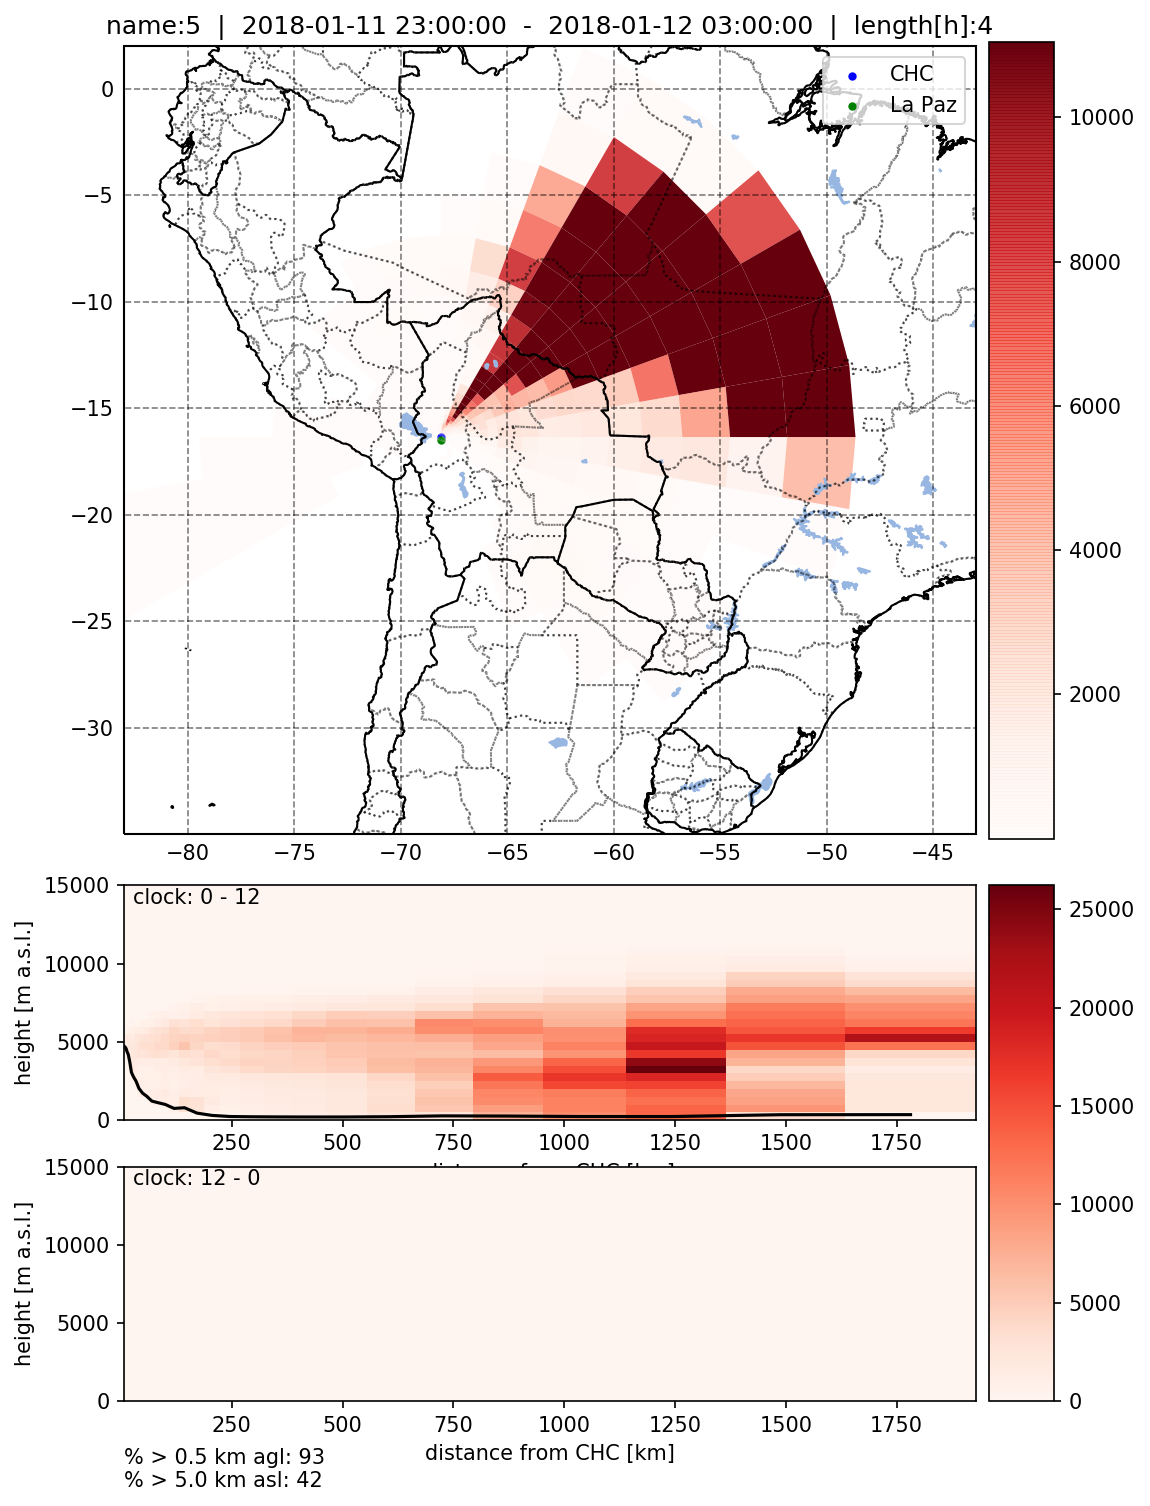 name:5 | 2018-01-11 23:00:00 - 2018-01-12 03:00:00 | length[h]:4
CHC
La Paz
0
−5
−10
−15
−20
−25
−30
−80 −75 −70 −65 −60 −55 −50 −45
10000
8000
6000
4000
2000
clock: 0 - 12
height [m a.s.l.]
15000
10000
5000
0
250 500 750 1000 1250 1500 1750
distance from CHC [km]
clock: 12 - 0
height [m a.s.l.]
15000
10000
5000
0
250 500 750 1000 1250 1500 1750
distance from CHC [km]
25000
20000
15000
10000
5000
0
% > 0.5 km agl: 93
% > 5.0 km asl: 42